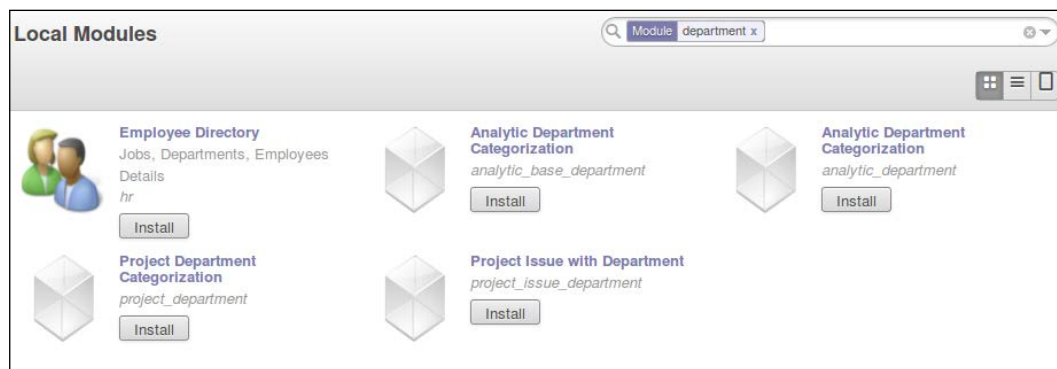 Local Modules
Module department x
Employee Directory
Jobs, Departments, Employees
Details
hr
Install
Analytic Department
Categorization
analytic_base_department
Install
Analytic Department
Categorization
analytic_department
Install
Project Department
Categorization
project_department
Install
Project Issue with Department
project_issue_department
Install